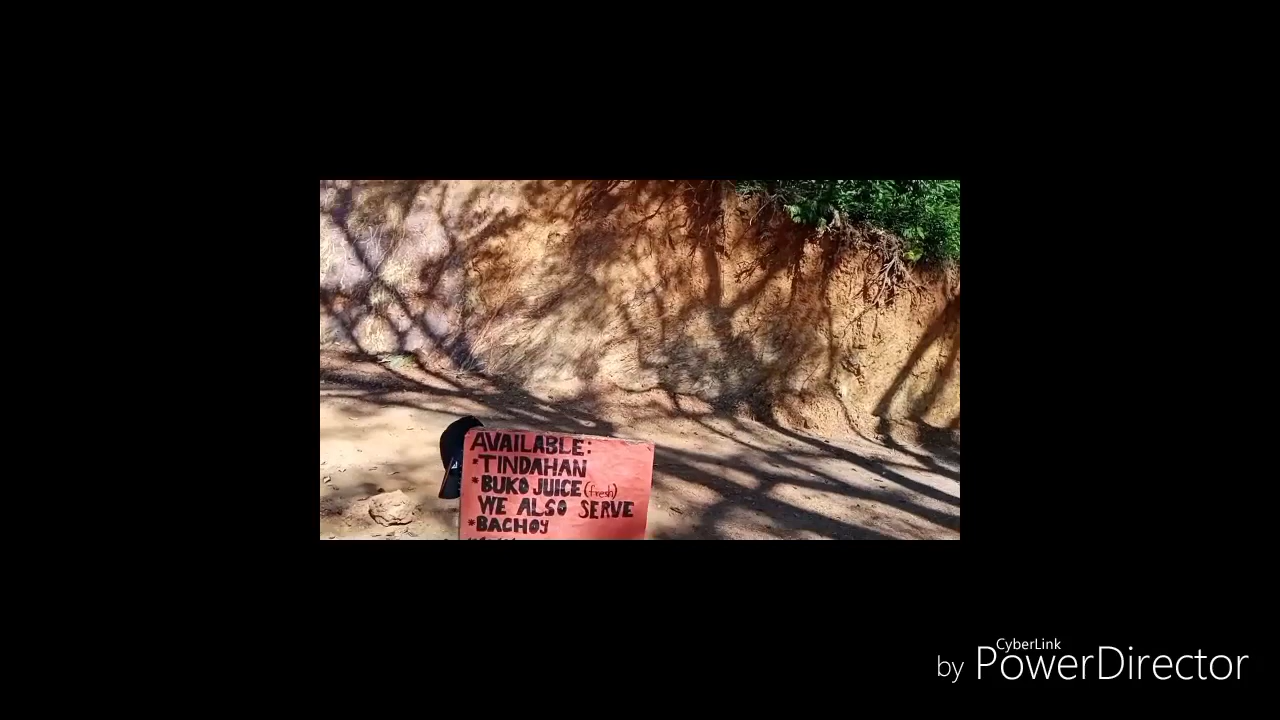 AVAILABLE:
*TINDAHAN
*BUKO JUICE (fresh)
WE ALSO SERVE
*BACHOY
CyberLink
by PowerDirector